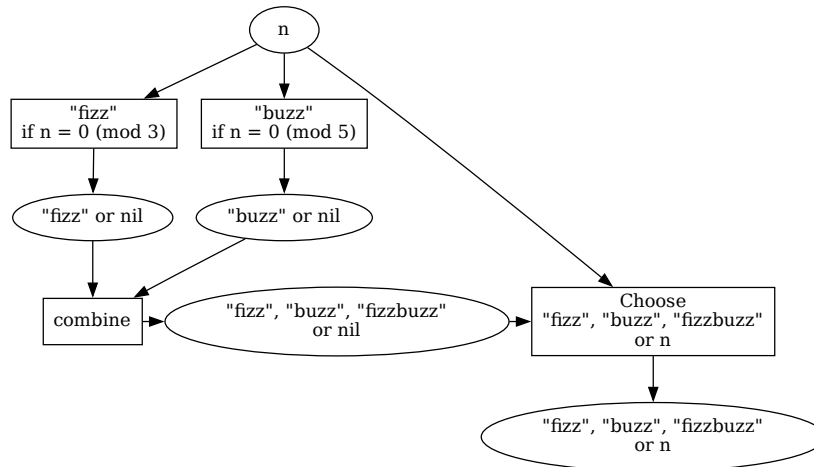 n
"fizz"
if n = 0 (mod 3)
"buzz"
if n = 0 (mod 5)
"fizz" or nil
"buzz" or nil
combine
"fizz", "buzz", "fizzbuzz"
or nil
Choose
"fizz", "buzz", "fizzbuzz"
or n
"fizz", "buzz", "fizzbuzz"
or n